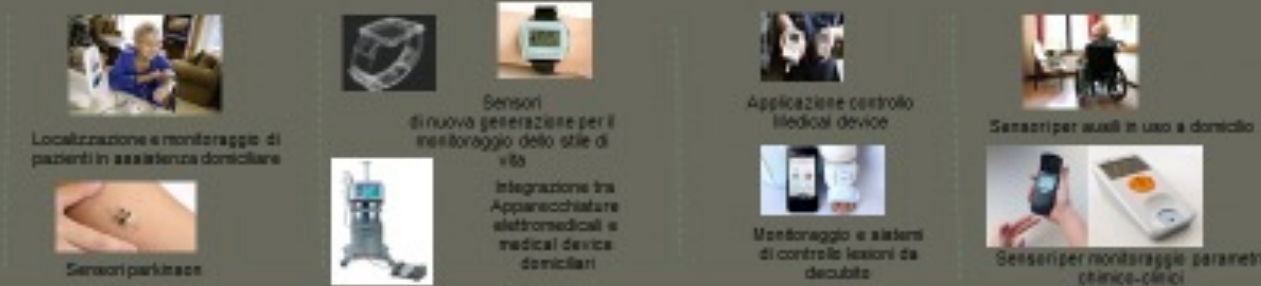 Localizzazione e monitoraggio di
pazienti in assistenza domiciliare
Sensori parkinson
Sensori
di nuova generazione per il
monitoraggio dello stile di
vita
Integrazione tra
Apparecchiature
elettromedicali e
medical device
domiciliari
Applicazione controllo
Medical device
Monitoraggio e sistemi
di controllo lesioni da
decubito
Sensori per ausili in uso a domicilio
Sensori per monitoraggio parametri
chimico-clinici